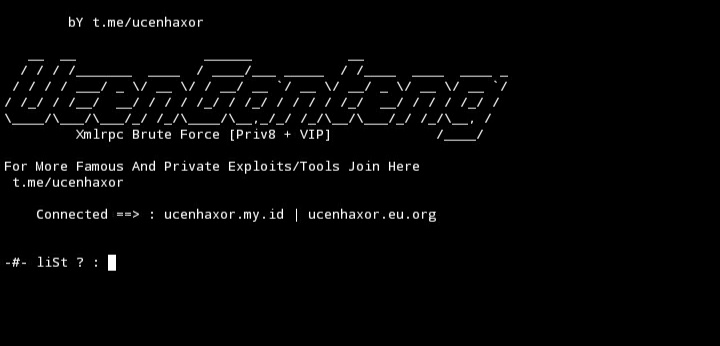 bY t.me/ucenhaxor
UcenGanteng
Xmlrpc Brute Force [Priv8 + VIP]
For More Famous And Private Exploits/Tools Join Here
t.me/ucenhaxor
Connected ==> : ucenhaxor.my.id | ucenhaxor.eu.org
-#- liSt ? :